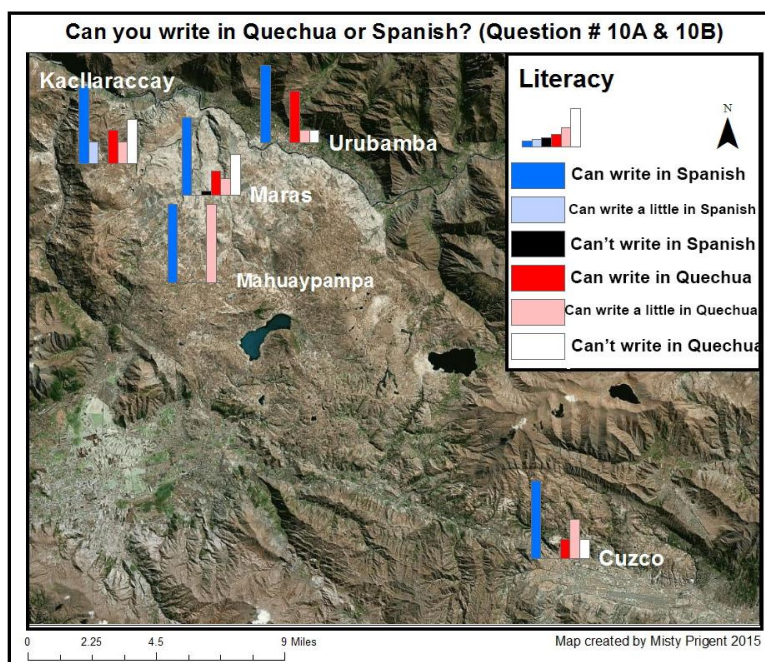 Can you write in Quechua or Spanish? (Question # 10A & 10B)
Kacllaraccay
Urubamba
Maras
Mahuaypampa
Cuzco
Literacy
N
Can write in Spanish
Can write a little in Spanish
Can't write in Spanish
Can write in Quechua
Can write a little in Quechua
Can't write in Quechua
0 2.25 4.5 9 Miles
Map created by Misty Prigent 2015